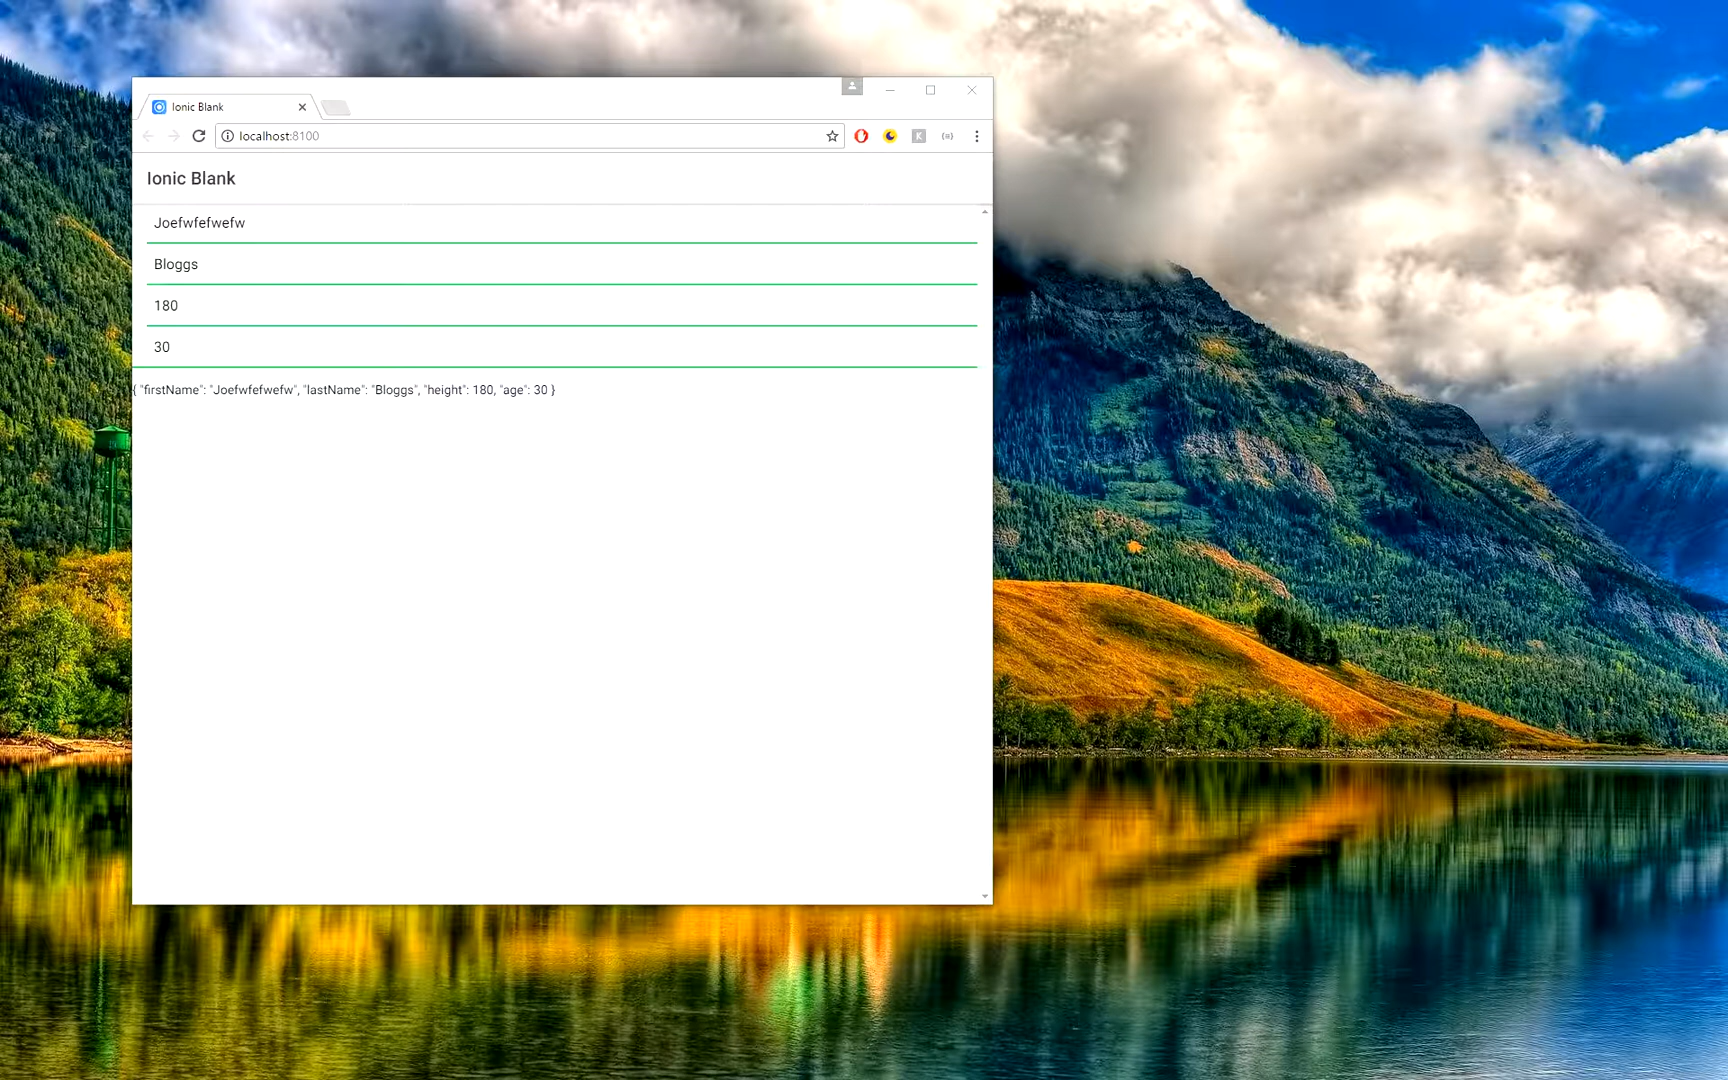 Ionic Blank
localhost:8100
Ionic Blank
Joefwfefwefw
Bloggs
180
30
{ "firstName": "Joefwfefwefw", "lastName": "Bloggs", "height": 180, "age": 30 }